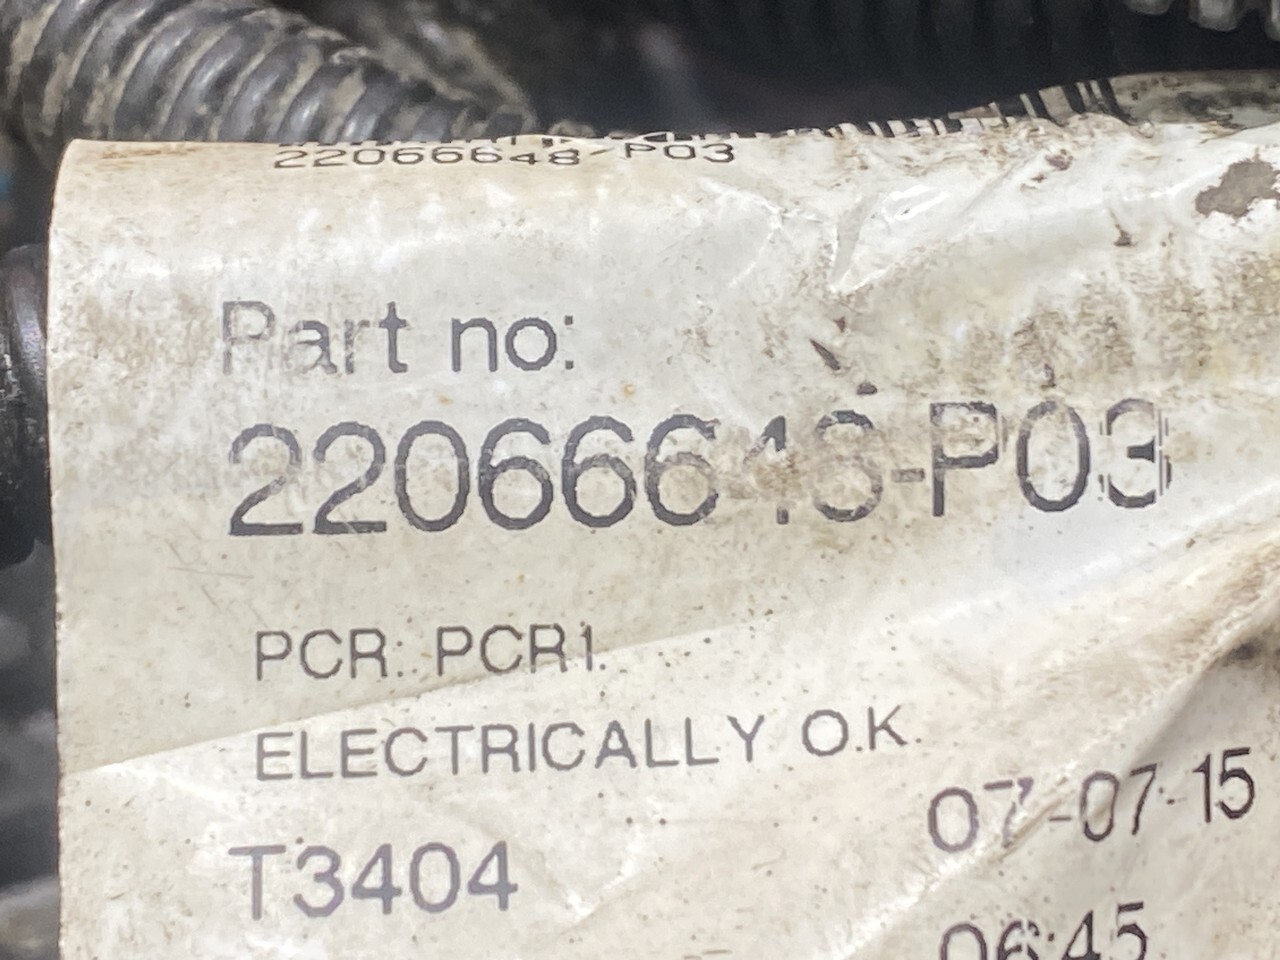 22066648-P03
Part no:
22066648-P03
PCR: PCR1.
ELECTRICALLY O.K.
07-07-15
T3404
06:45